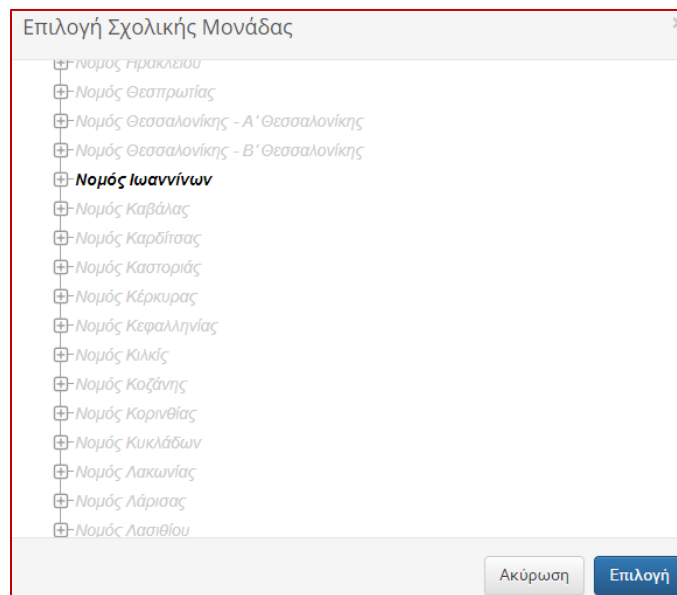 Επιλογή Σχολικής Μονάδας
Νομός Ηρακλείου
Νομός Θεσπρωτίας
Νομός Θεσσαλονίκης - Α' Θεσσαλονίκης
Νομός Θεσσαλονίκης - Β' Θεσσαλονίκης
Νομός Ιωαννίνων
Νομός Καβάλας
Νομός Καρδίτσας
Νομός Καστοριάς
Νομός Κέρκυρας
Νομός Κεφαλληνίας
Νομός Κιλκίς
Νομός Κοζάνης
Νομός Κορινθίας
Νομός Κυκλάδων
Νομός Λακωνίας
Νομός Λάρισας
Νομός Λασιθίου
Ακύρωση Επιλογή